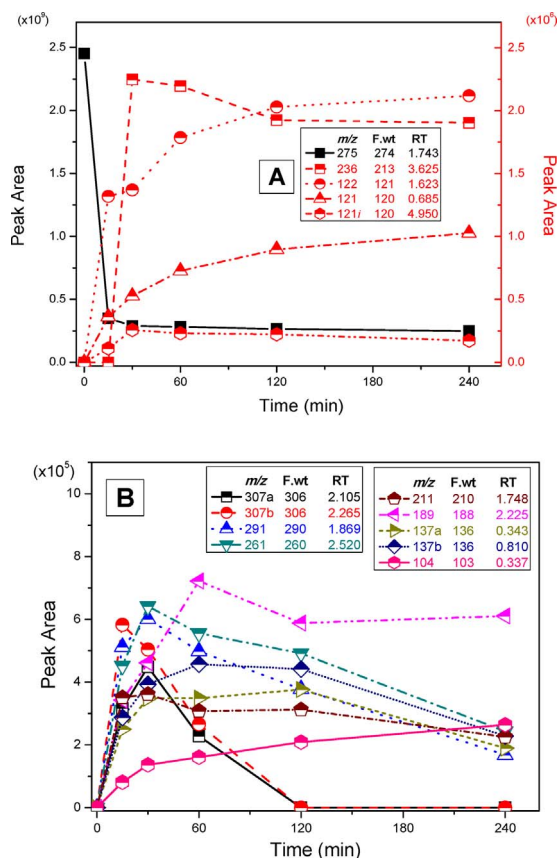 (x10⁹) (x10⁶)
2.5 2.5
2.0 2.0
1.5 1.5
1.0 1.0
0.5 0.5
0.0 0.0
Peak Area
Peak Area
A
m/z F.wt RT
275 274 1.743
236 213 3.625
122 121 1.623
121 120 0.685
121i 120 4.950
0 60 120 180 240
Time (min)
(x10⁵)
B
10
8
6
4
2
0
Peak Area
m/z F.wt RT
307a 306 2.105
307b 306 2.265
291 290 1.869
261 260 2.520
m/z F.wt RT
211 210 1.748
189 188 2.225
137a 136 0.343
137b 136 0.810
104 103 0.337
0 60 120 180 240
Time (min)